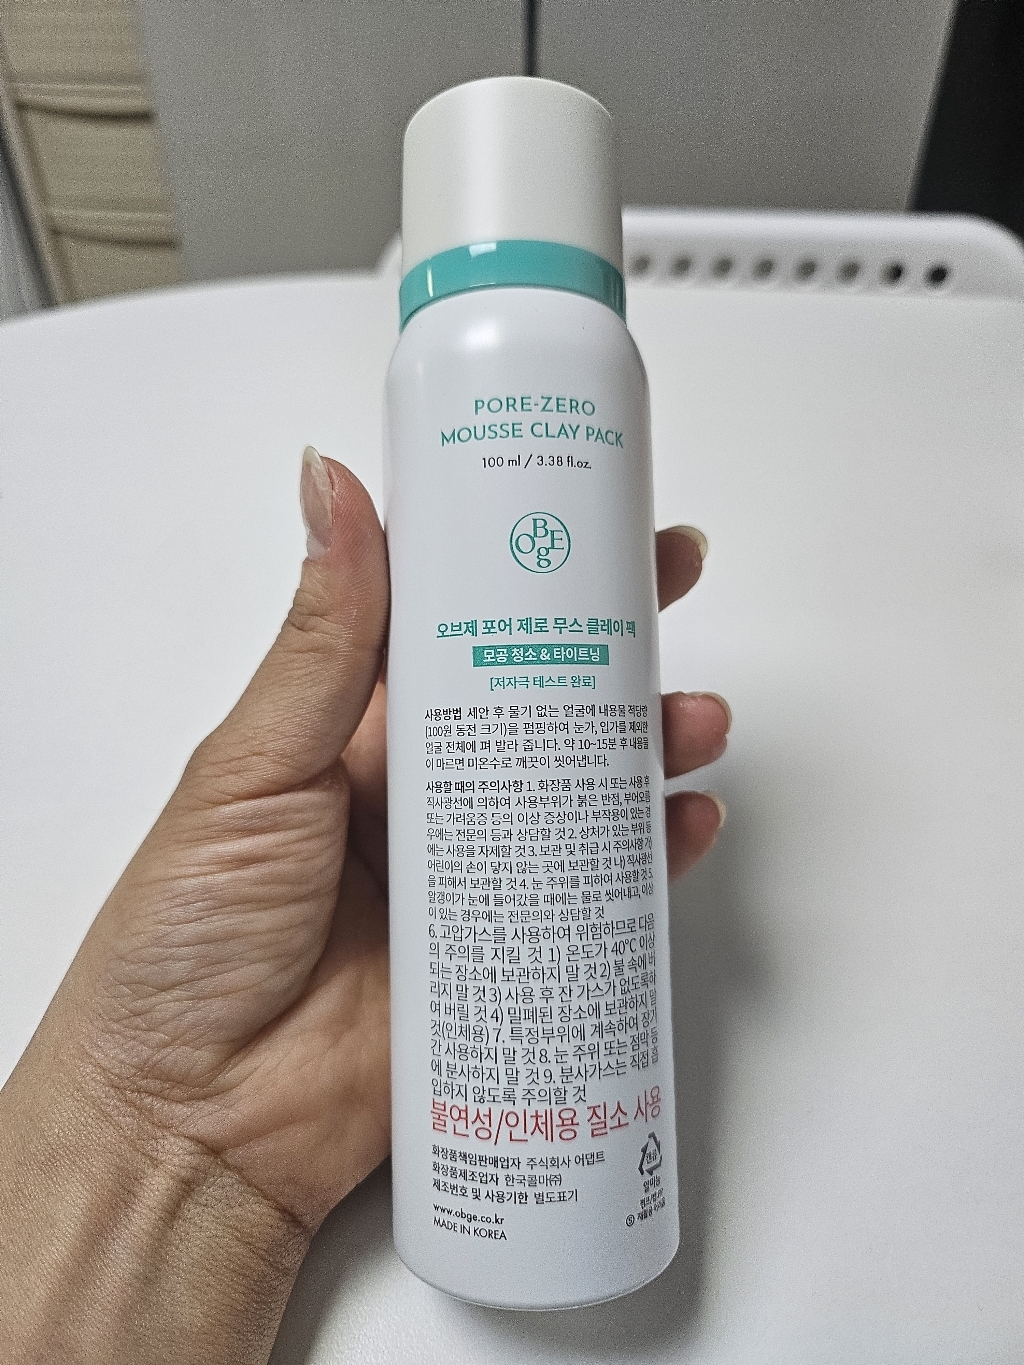 PORE-ZERO
MOUSSE CLAY PACK
100 ml / 3.38 fl.oz.
OBgE
오브제 포어 제로 무스 클레이 팩
모공 청소 & 타이트닝
[저자극 테스트 완료]
사용방법 세안 후 물기 없는 얼굴에 내용물 적당량
(100원 동전 크기)을 펌핑하여 눈가, 입가를 제외한
얼굴 전체에 펴 발라 줍니다. 약 10~15분 후 내용물
이 마르면 미온수로 깨끗이 씻어냅니다.
사용할 때의 주의사항 1. 화장품 사용 시 또는 사용 후
직사광선에 의하여 사용부위가 붉은 반점, 부어오름
또는 가려움증 등의 이상 증상이나 부작용이 있는 경
우에는 전문의 등과 상담할 것 2. 상처가 있는 부위 등
에는 사용을 자제할 것 3. 보관 및 취급 시 주의사항 가)
어린이의 손이 닿지 않는 곳에 보관할 것 나) 직사광선
을 피해서 보관할 것 4. 눈 주위를 피하여 사용할 것 5.
알갱이가 눈에 들어갔을 때에는 물로 씻어내고, 이상
이 있는 경우에는 전문의와 상담할 것
6. 고압가스를 사용하여 위험하므로 다음
의 주의를 지킬 것 1) 온도가 40℃ 이상
되는 장소에 보관하지 말 것 2) 불 속에 버
리지 말 것 3) 사용 후 잔 가스가 없도록 하
여 버릴 것 4) 밀폐된 장소에 보관하지 말
것(인체용) 7. 특정부위에 계속하여 장기
간 사용하지 말 것 8. 눈 주위 또는 점막 등
에 분사하지 말 것 9. 분사가스는 직접 흡
입하지 않도록 주의할 것
불연성/인체용 질소 사용
화장품책임판매업자 주식회사 어댑트
화장품제조업자 한국콜마㈜
제조번호 및 사용기한 별도표기
www.obge.co.kr
MADE IN KOREA
캔류
알미늄